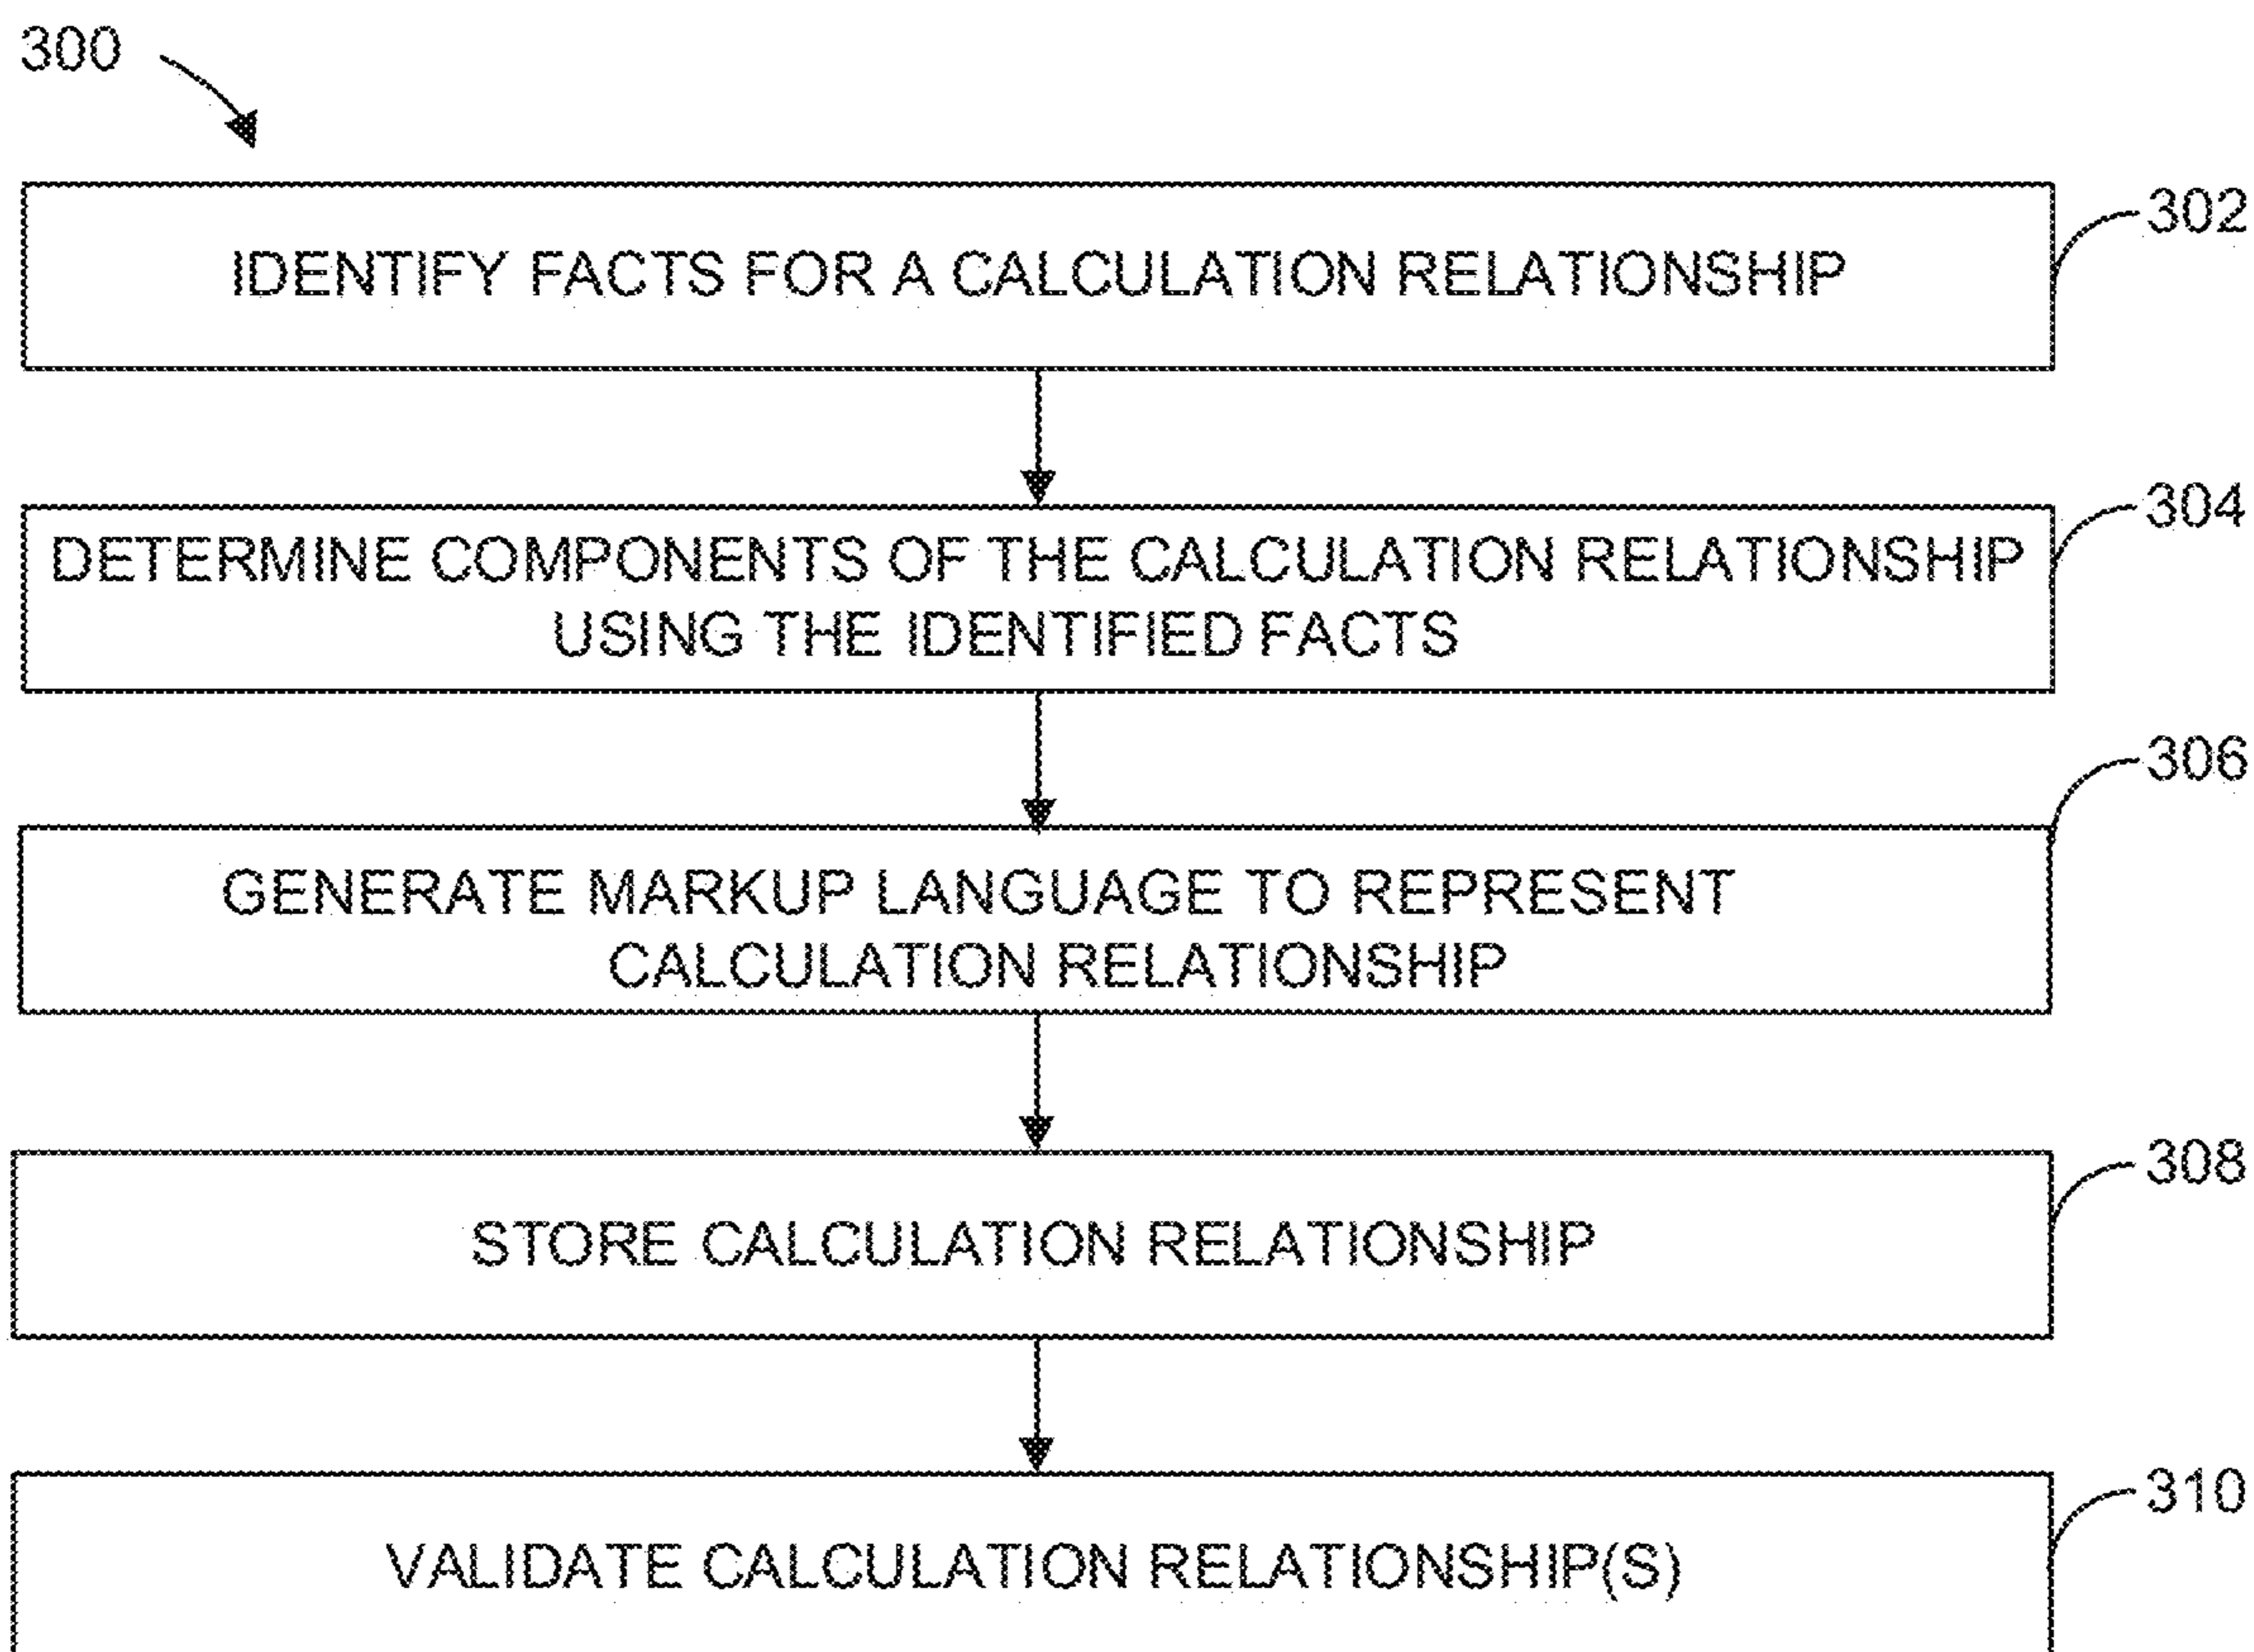 300
302
IDENTIFY FACTS FOR A CALCULATION RELATIONSHIP
304
DETERMINE COMPONENTS OF THE CALCULATION RELATIONSHIP
USING THE IDENTIFIED FACTS
306
GENERATE MARKUP LANGUAGE TO REPRESENT
CALCULATION RELATIONSHIP
308
STORE CALCULATION RELATIONSHIP
310
VALIDATE CALCULATION RELATIONSHIP(S)